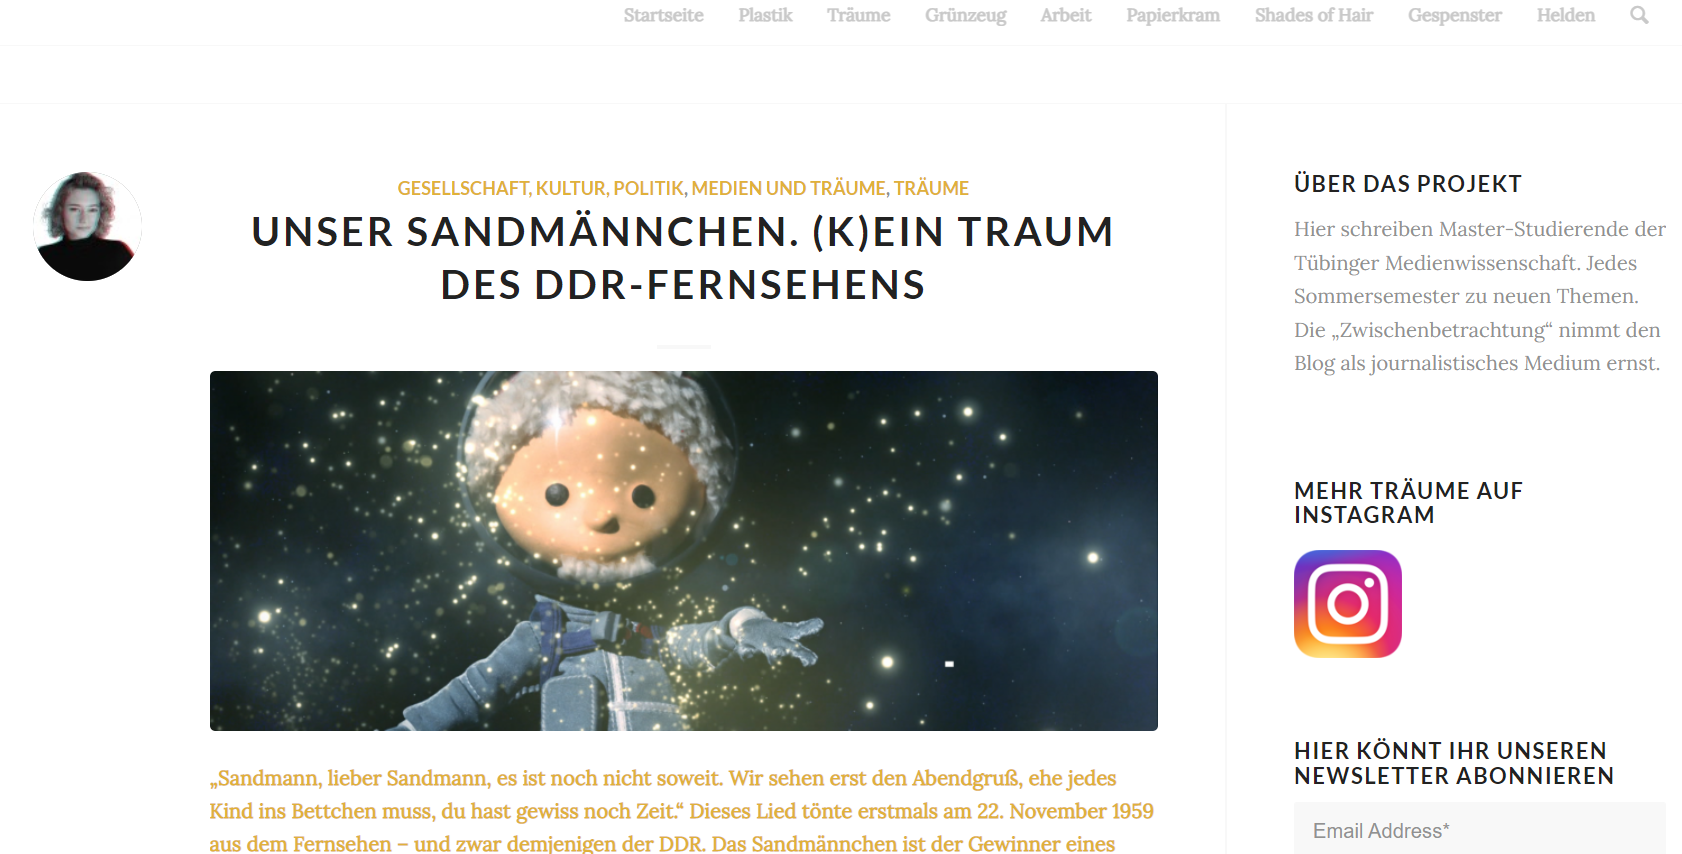 Startseite Plastik Träume Grünzeug Arbeit Papierkram Shades of Hair Gespenster Helden
GESELLSCHAFT, KULTUR, POLITIK, MEDIEN UND TRÄUME, TRÄUME
UNSER SANDMÄNNCHEN. (K)EIN TRAUM
DES DDR-FERNSEHENS
„Sandmann, lieber Sandmann, es ist noch nicht soweit. Wir sehen erst den Abendgruß, ehe jedes
Kind ins Bettchen muss, du hast gewiss noch Zeit.“ Dieses Lied tönte erstmals am 22. November 1959
aus dem Fernsehen – und zwar demjenigen der DDR. Das Sandmännchen ist der Gewinner eines
ÜBER DAS PROJEKT
Hier schreiben Master-Studierende der
Tübinger Medienwissenschaft. Jedes
Sommersemester zu neuen Themen.
Die „Zwischenbetrachtung“ nimmt den
Blog als journalistisches Medium ernst.
MEHR TRÄUME AUF
INSTAGRAM
HIER KÖNNT IHR UNSEREN
NEWSLETTER ABONNIEREN
Email Address*